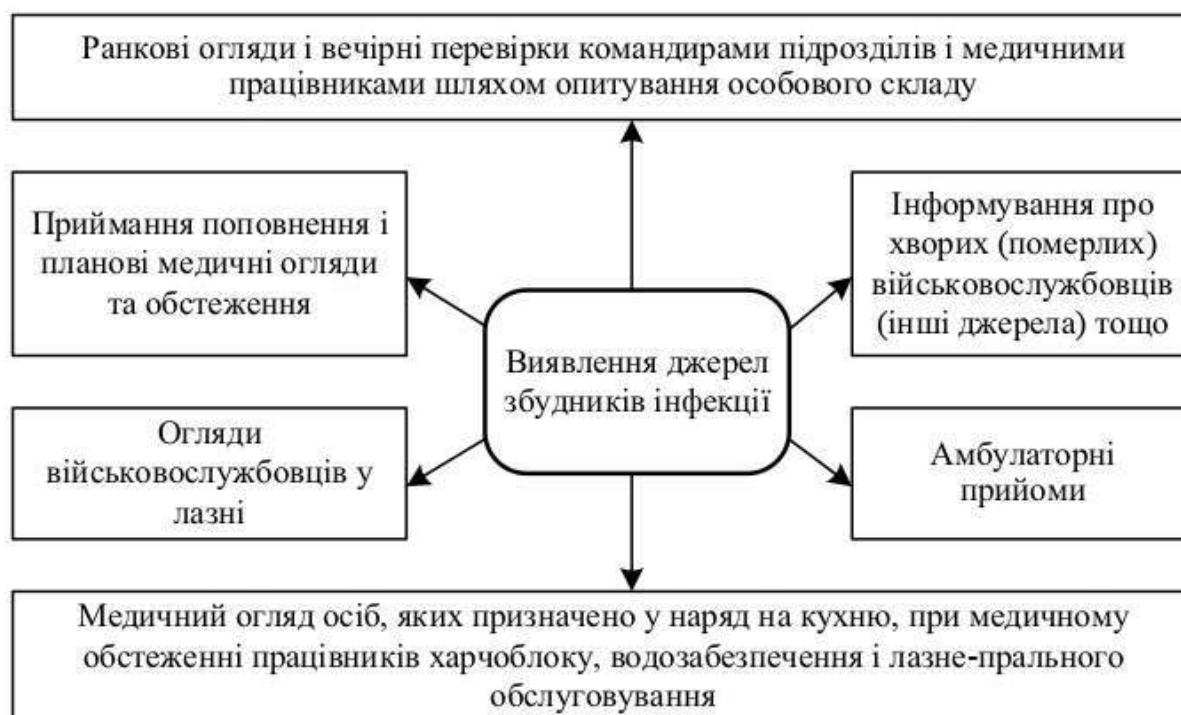 Ранкові огляди і вечірні перевірки командирами підрозділів і медичними
працівниками шляхом опитування особового складу
Приймання поповнення і
планові медичні огляди
та обстеження
Інформування про
хворих (померлих)
військовослужбовців
(інші джерела) тощо
Виявлення джерел
збудників інфекції
Огляди
військовослужбовців у
лазні
Амбулаторні
прийоми
Медичний огляд осіб, яких призначено у наряд на кухню, при медичному
обстеженні працівників харчоблоку, водозабезпечення і лазне-прального
обслуговування